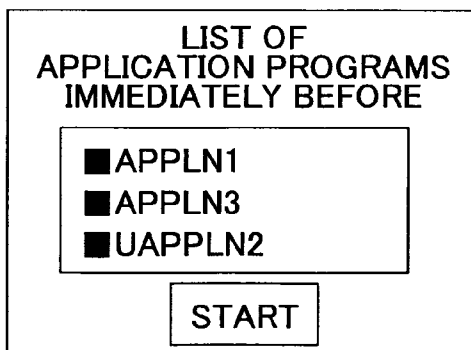 LIST OF
APPLICATION PROGRAMS
IMMEDIATELY BEFORE
■APPLN1
■APPLN3
■UAPPLN2
START